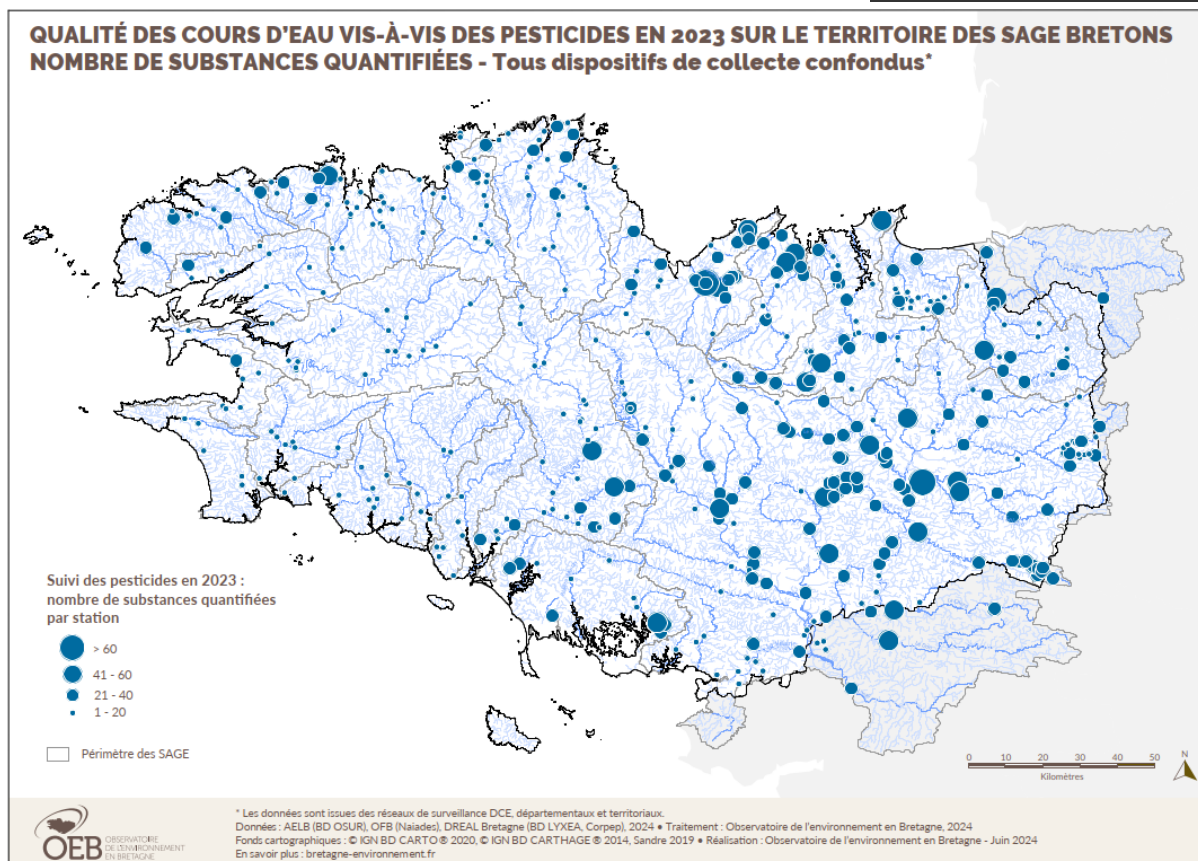 QUALITÉ DES COURS D'EAU VIS-À-VIS DES PESTICIDES EN 2023 SUR LE TERRITOIRE DES SAGE BRETONS
NOMBRE DE SUBSTANCES QUANTIFIÉES - Tous dispositifs de collecte confondus*
Suivi des pesticides en 2023 :
nombre de substances quantifiées
par station
> 60
41 - 60
21 - 40
1 - 20
Périmètre des SAGE
0 10 20 30 40 50
Kilomètres
N
OEB
OBSERVATOIRE
DE L'ENVIRONNEMENT
EN BRETAGNE
* Les données sont issues des réseaux de surveillance DCE, départementaux et territoriaux.
Données : AELB (BD OSUR), OFB (Naiades), DREAL Bretagne (BD LYXEA, Corpep), 2024 • Traitement : Observatoire de l'environnement en Bretagne, 2024
Fonds cartographiques : © IGN BD CARTO ® 2020, © IGN BD CARTHAGE ® 2014, Sandre 2019 • Réalisation : Observatoire de l'environnement en Bretagne - Juin 2024
En savoir plus : bretagne-environnement.fr